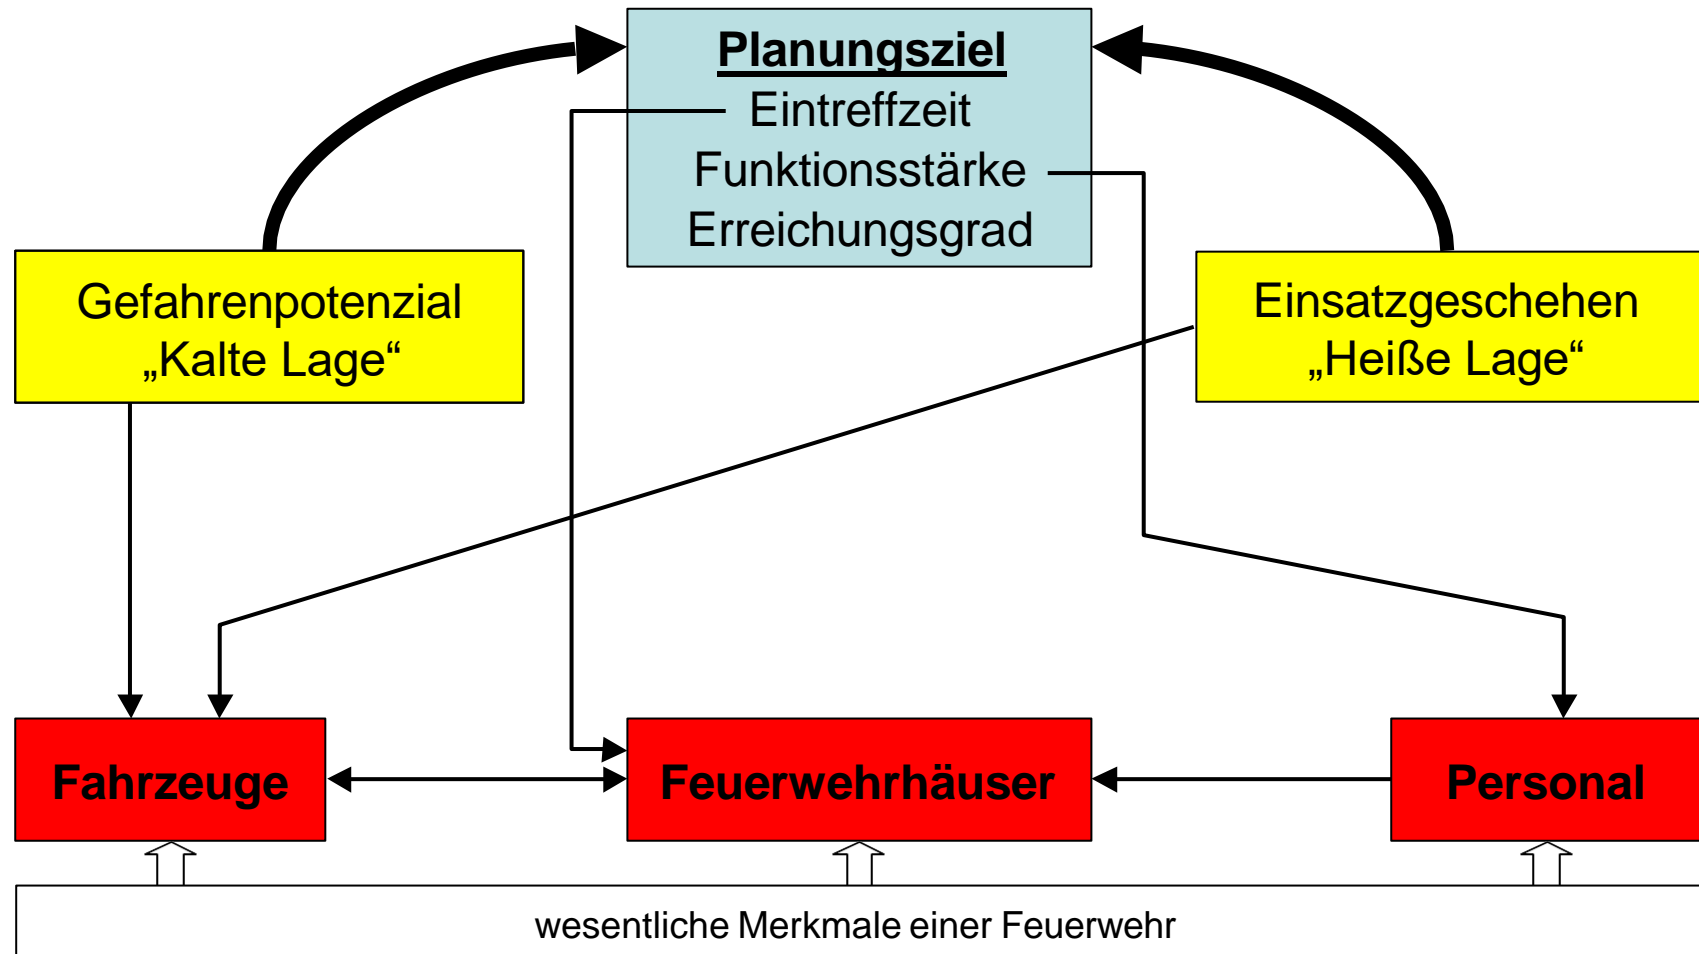 Planungsziel
Eintreffzeit
Funktionsstärke
Erreichungsgrad
Gefahrenpotenzial
„Kalte Lage“
Einsatzgeschehen
„Heiße Lage“
Fahrzeuge
Feuerwehrhäuser
Personal
wesentliche Merkmale einer Feuerwehr